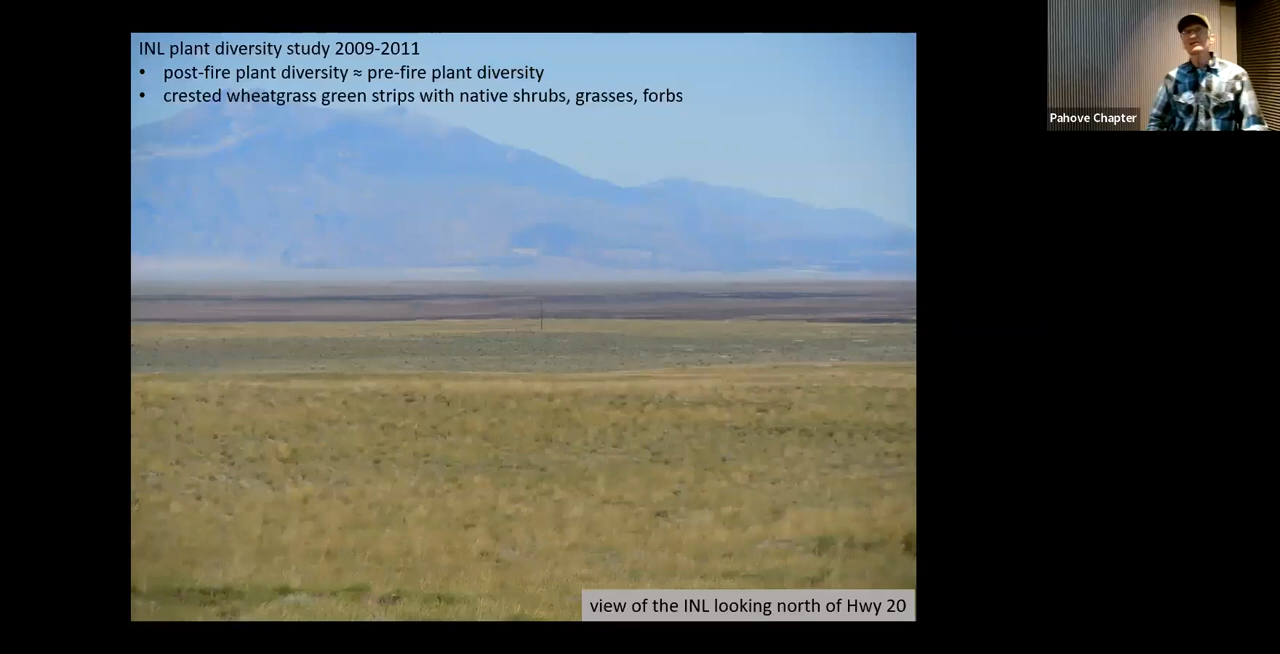 INL plant diversity study 2009-2011
• post-fire plant diversity ≈ pre-fire plant diversity
• crested wheatgrass green strips with native shrubs, grasses, forbs
Pahove Chapter
view of the INL looking north of Hwy 20